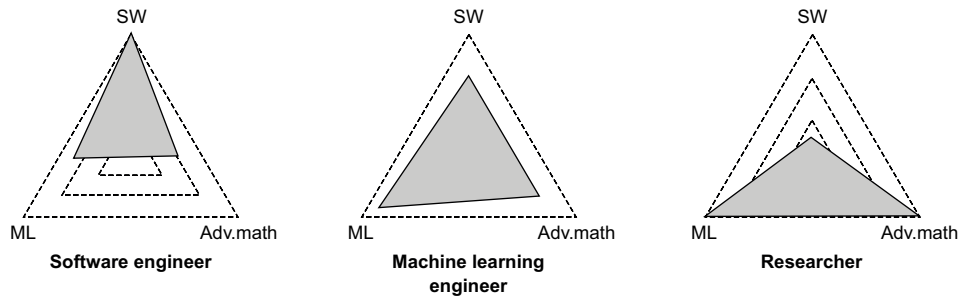 SW
ML
Adv.math
Software engineer
SW
ML
Adv.math
Machine learning
engineer
SW
ML
Adv.math
Researcher